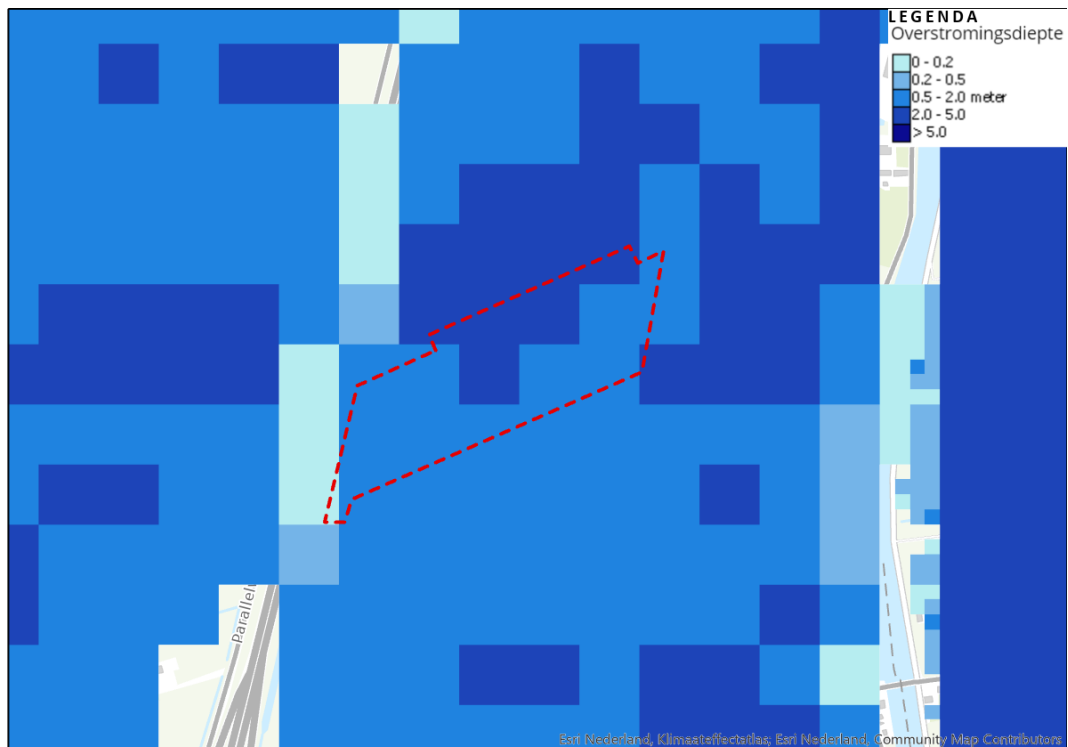 LEGENDA
Overstromingsdiepte
0 - 0.2
0.2 - 0.5
0.5 - 2.0 meter
2.0 - 5.0
> 5.0
Parallelw
Esri Nederland, Klimaateffectatlas; Esri Nederland, Community Map Contributors